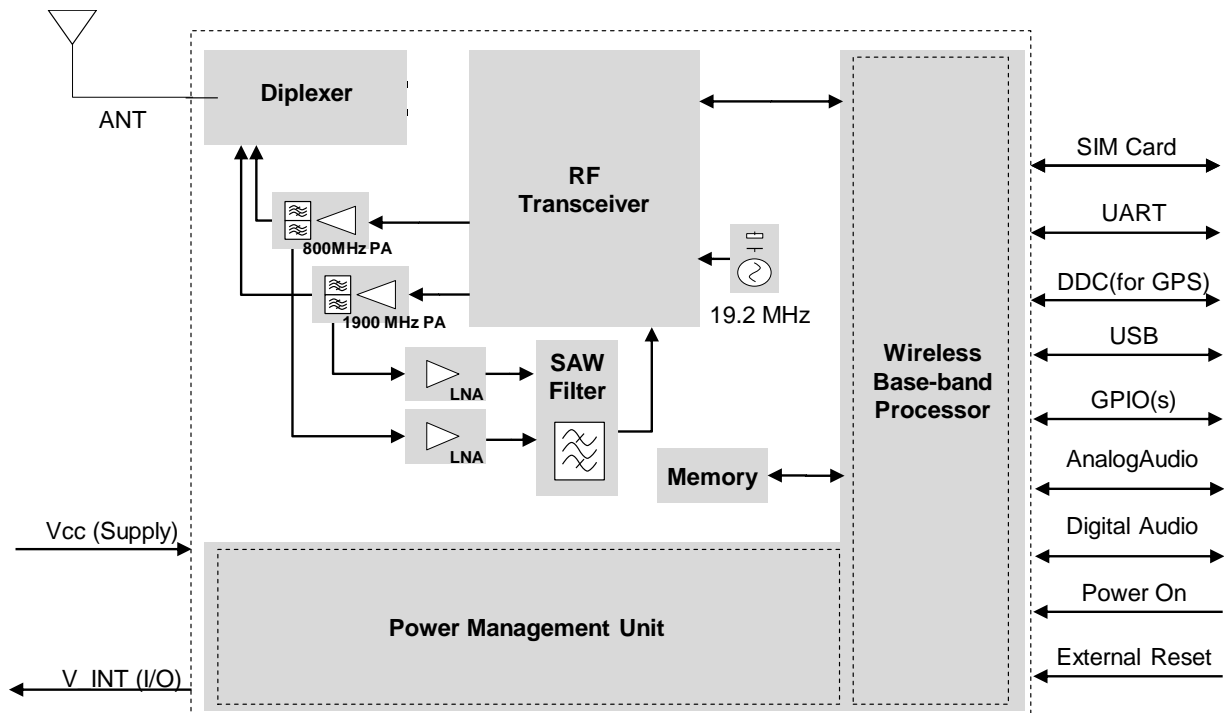 Diplexer
ANT
RF
Transceiver
800MHz PA
1900 MHz PA
19.2 MHz
LNA
LNA
SAW
Filter
Memory
Wireless
Base-band
Processor
Power Management Unit
Vcc (Supply)
V_INT (I/O)
SIM Card
UART
DDC(for GPS)
USB
GPIO(s)
AnalogAudio
Digital Audio
Power On
External Reset